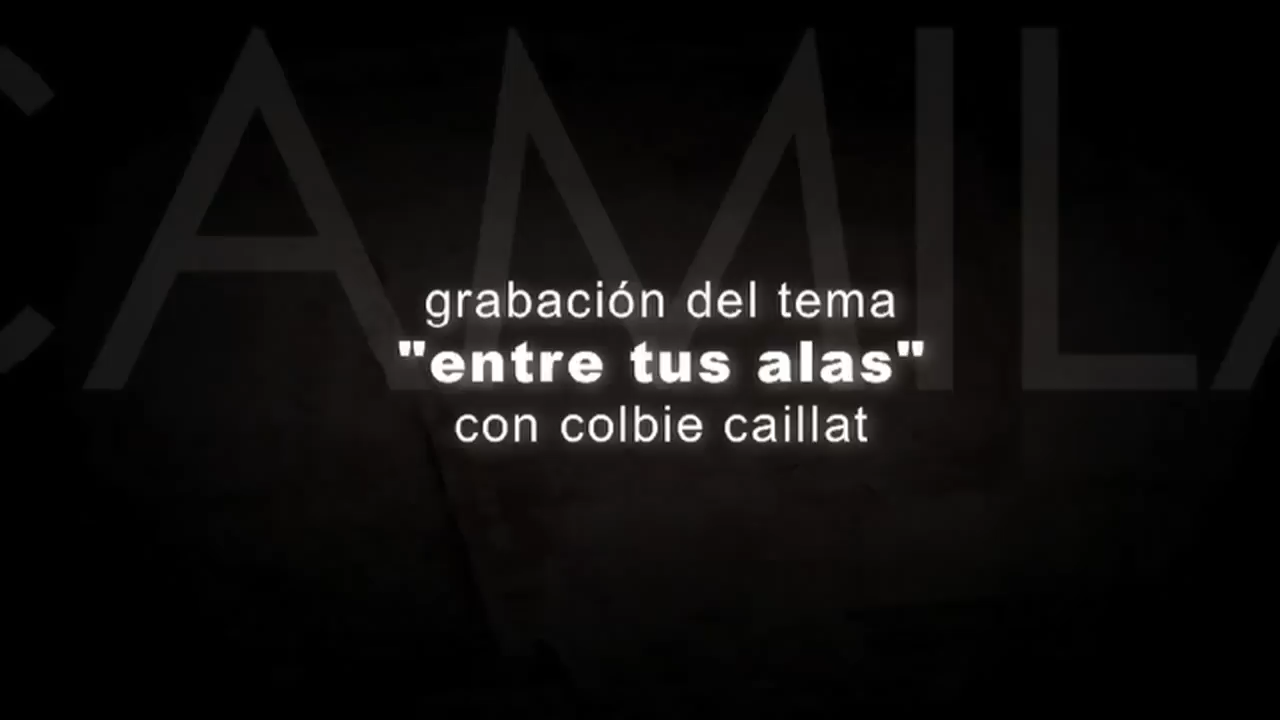 CAMILA
grabación del tema
"entre tus alas"
con colbie caillat